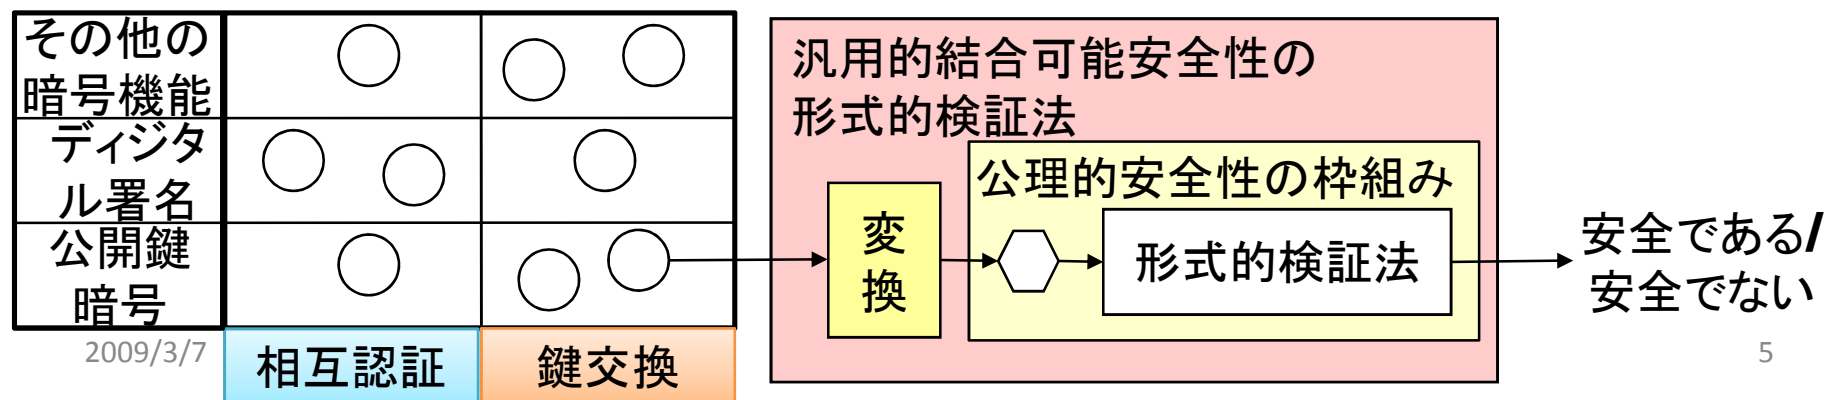 その他の
暗号機能
ディジタ
ル署名
公開鍵
暗号
相互認証
鍵交換
汎用的結合可能安全性の
形式的検証法
公理的安全性の枠組み
変
換
形式的検証法
安全である/
安全でない
2009/3/7
5